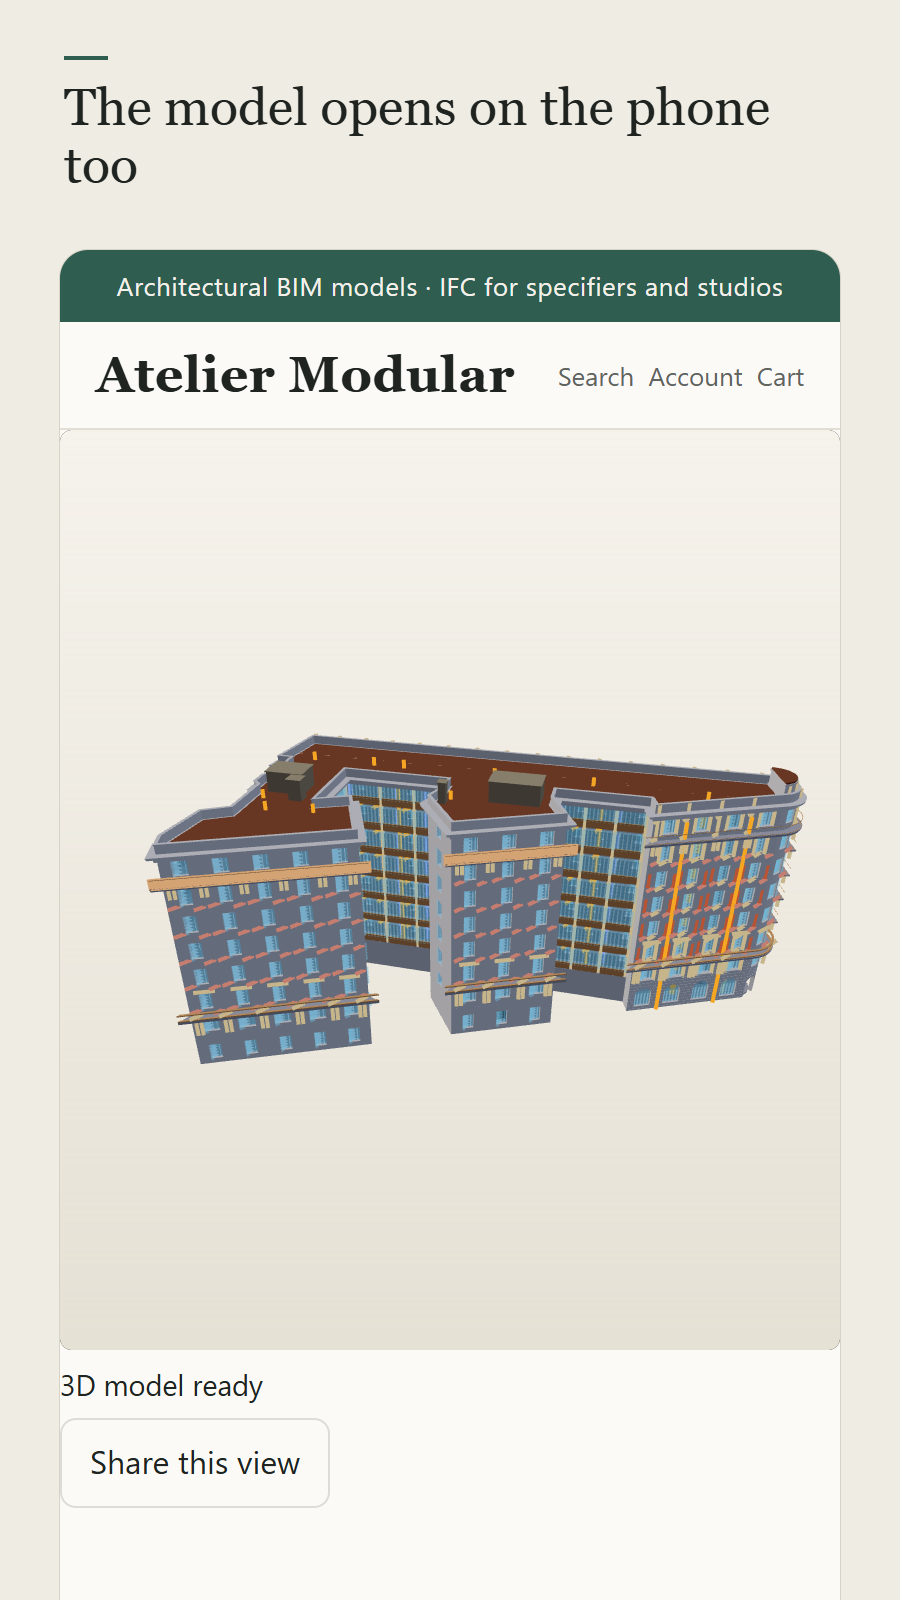 The model opens on the phone
too
Architectural BIM models · IFC for specifiers and studios
Atelier Modular
Search Account Cart
3D model ready
Share this view